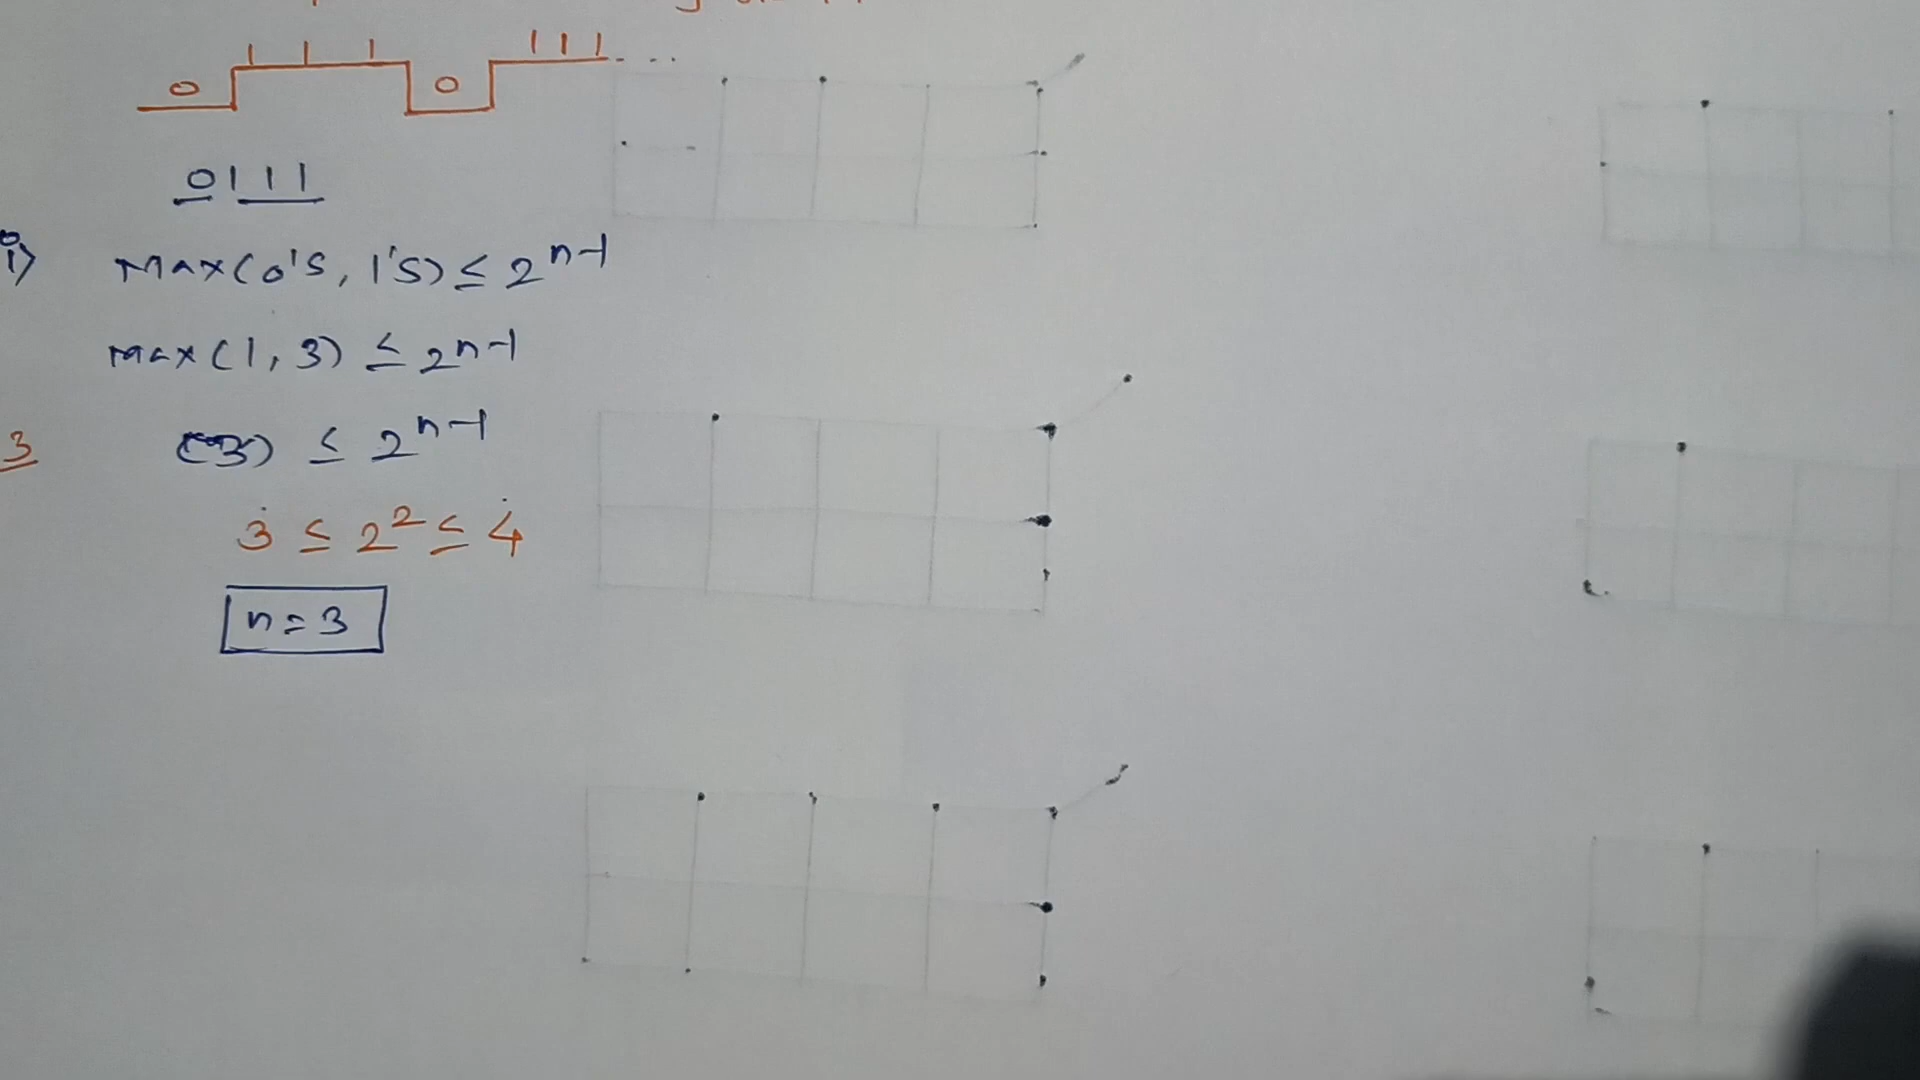 1 1 1 1 1 1 . . .
0 0
0111
i) Max(0's, 1's) ≤ 2^n-1
Max(1, 3) ≤ 2^n-1
3 (3) ≤ 2^n-1
3 ≤ 2^2 ≤ 4
n = 3